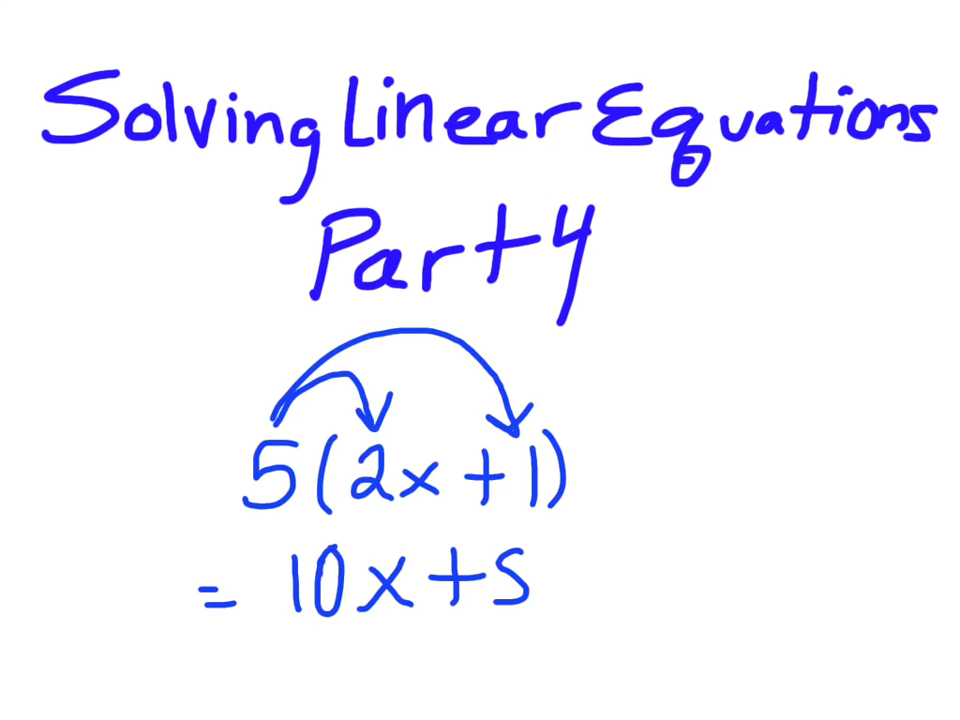 Solving Linear Equations
Part 4
5(2x+1)
= 10x+5